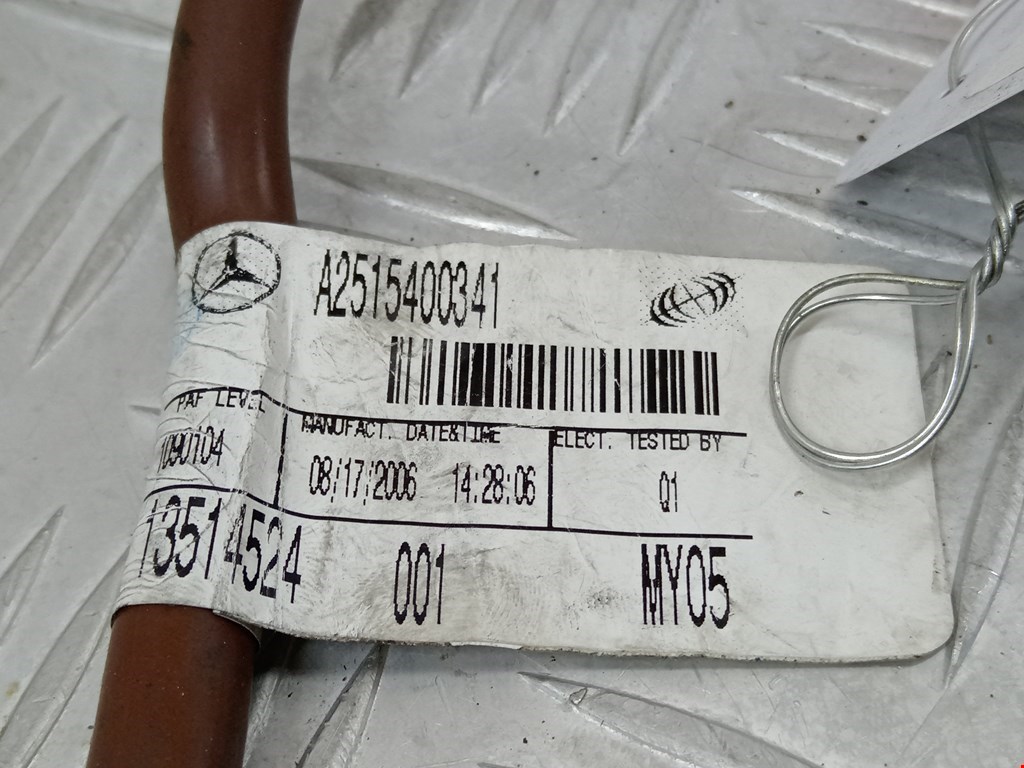 A2515400341
PAF LEVEL
MANUFACT. DATE&TIME
ELECT. TESTED BY
090104
08/17/2006 14:28:06
Q1
13514524
001
MY05